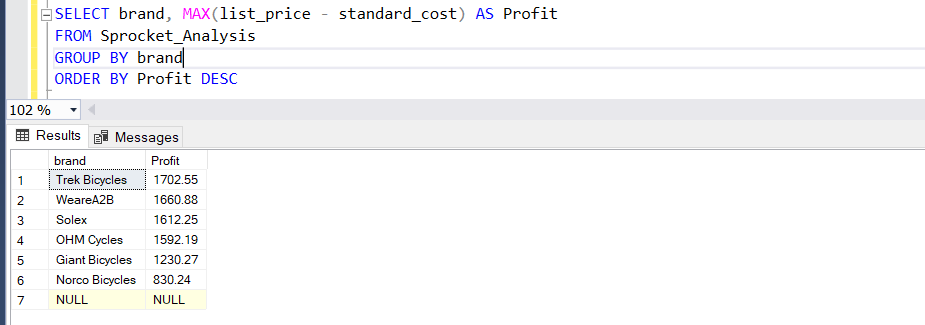 SELECT brand, MAX(list_price - standard_cost) AS Profit
FROM Sprocket_Analysis
GROUP BY brand
ORDER BY Profit DESC
102 %
Results Messages
brand Profit
1 Trek Bicycles 1702.55
2 WeareA2B 1660.88
3 Solex 1612.25
4 OHM Cycles 1592.19
5 Giant Bicycles 1230.27
6 Norco Bicycles 830.24
7 NULL NULL